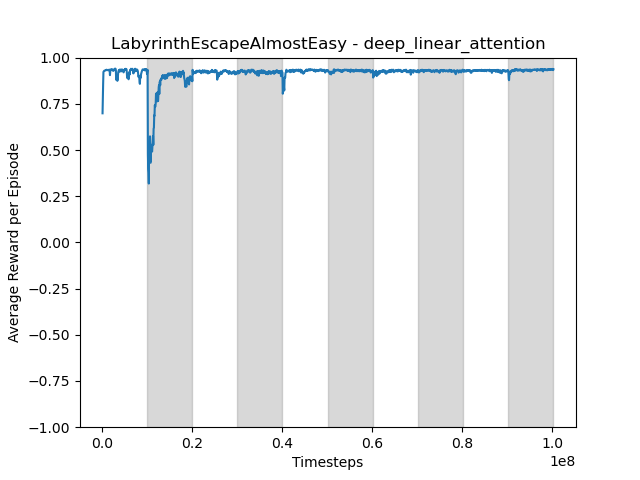 LabyrinthEscapeAlmostEasy - deep_linear_attention
Average Reward per Episode
1.00
0.75
0.50
0.25
0.00
−0.25
−0.50
−0.75
−1.00
0.0 0.2 0.4 0.6 0.8 1.0
1e8
Timesteps